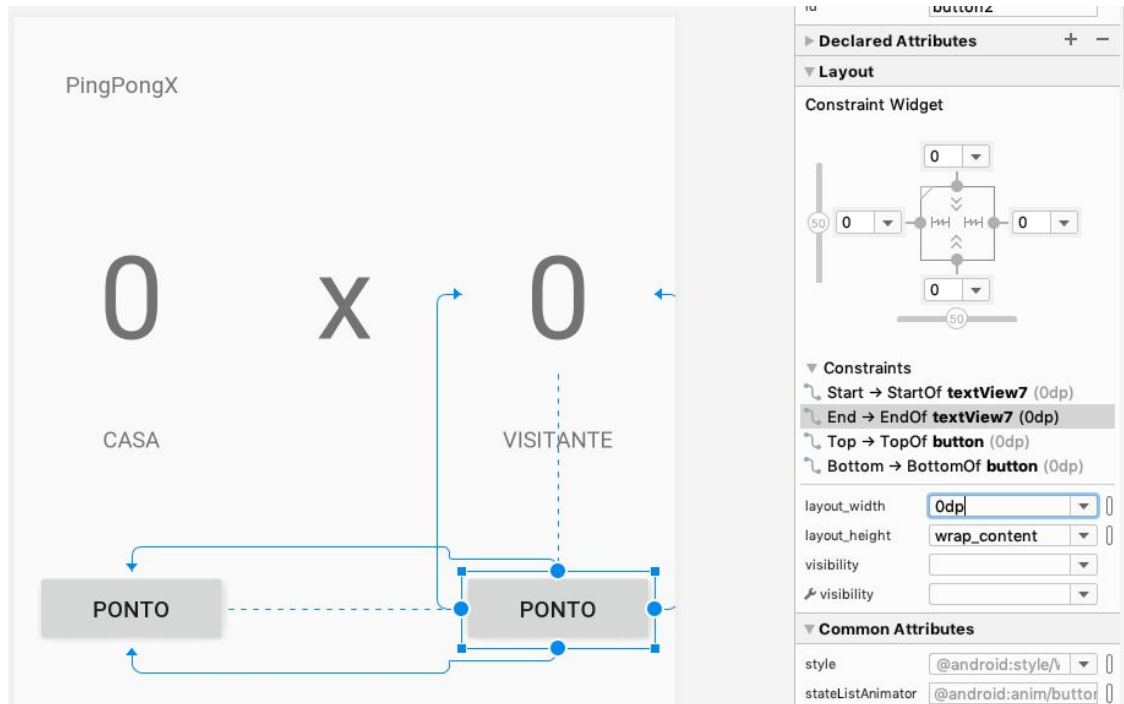 PingPongX
0 x 0
CASA VISITANTE
PONTO PONTO
id button2
Declared Attributes + −
Layout
Constraint Widget
0
50 0 0
0
50
Constraints
Start → StartOf textView7 (0dp)
End → EndOf textView7 (0dp)
Top → TopOf button (0dp)
Bottom → BottomOf button (0dp)
layout_width 0dp
layout_height wrap_content
visibility
visibility
Common Attributes
style @android:style/
stateListAnimator @android:anim/button